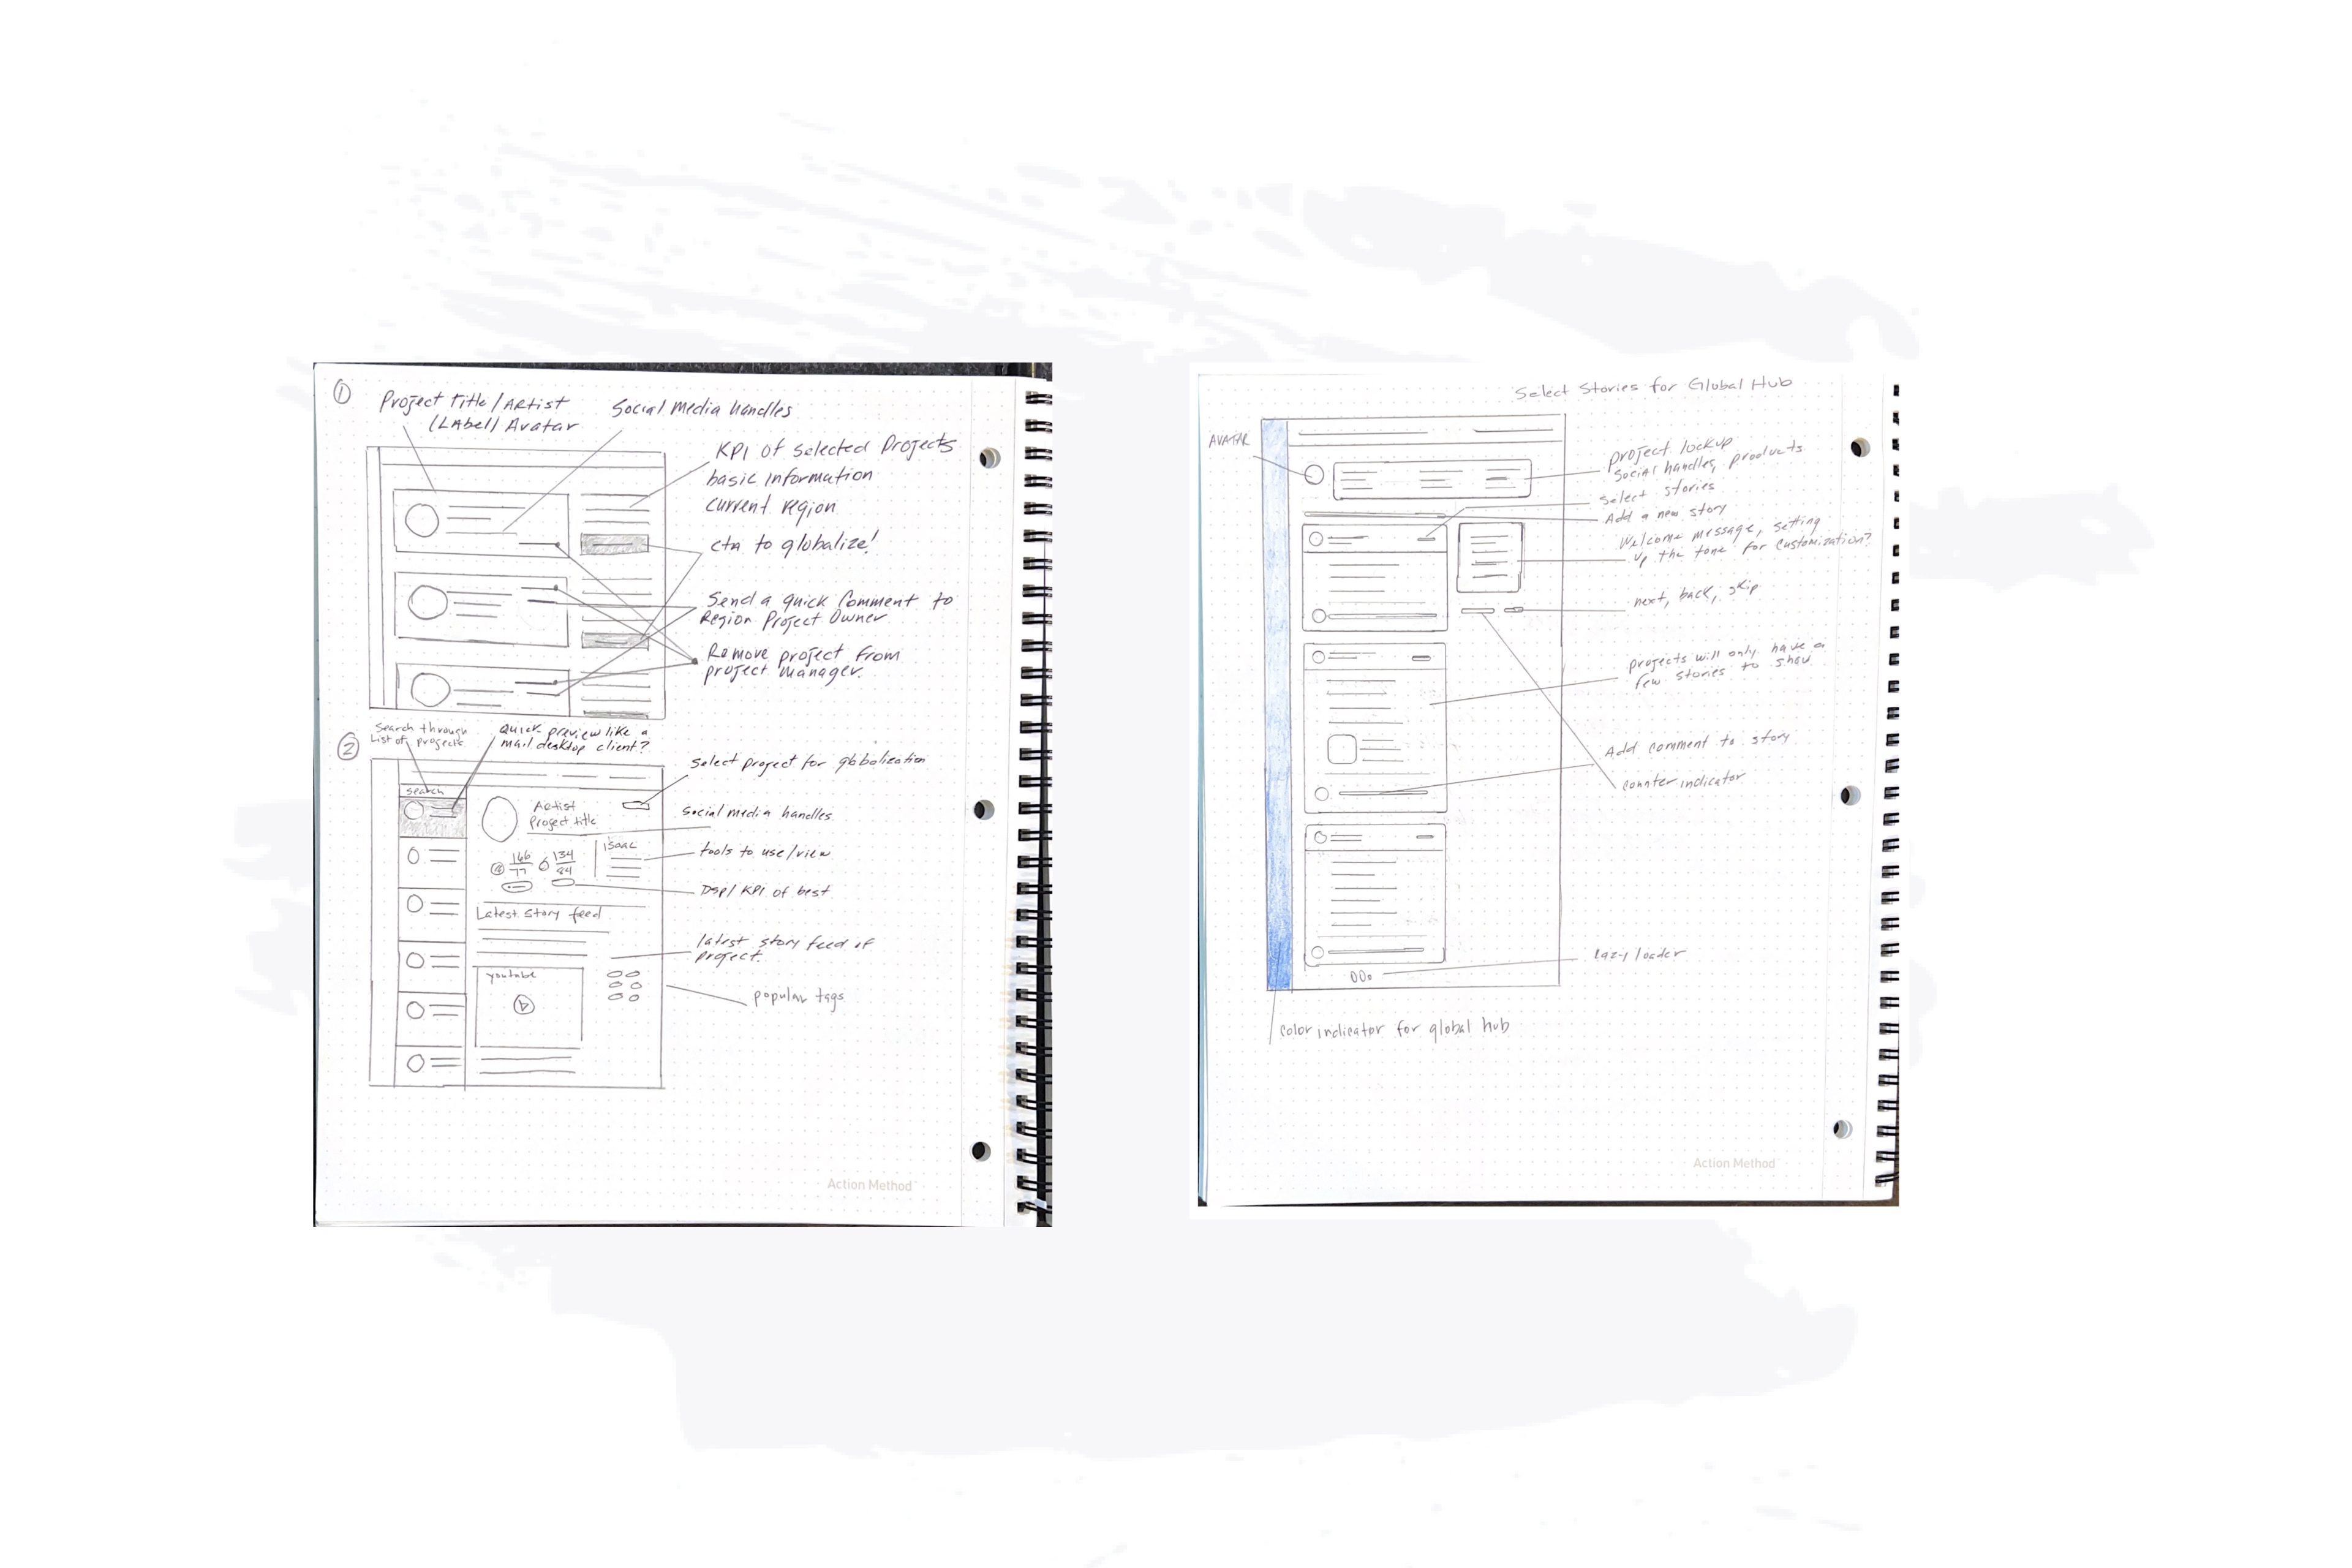 ①
Project Title/Artist
(Label) Avatar
Social Media handles
KPI of selected Projects
basic information
current region
cta to globalize!
Send a quick Comment to
Region Project Owner
Remove project from
project manager.
②
Search through
List of projects
Quick preview like a
mail desktop client?
Select project for globalization
search
Artist
Project title
Social media handles
166
77
134
84
tools to use/view
DSP/ KPI of best
Latest story feed
latest story feed of
project.
youtube
popular tags
Action Method
Select Stories for Global Hub
AVATAR
project lockup
Social handles, products
Select stories
Add a new story
Welcome message, setting
up the tone for customization?
next, back, skip
projects will only have a
few stories to show
Add comment to story
counter indicator
lazy loader
color indicator for global hub
Action Method